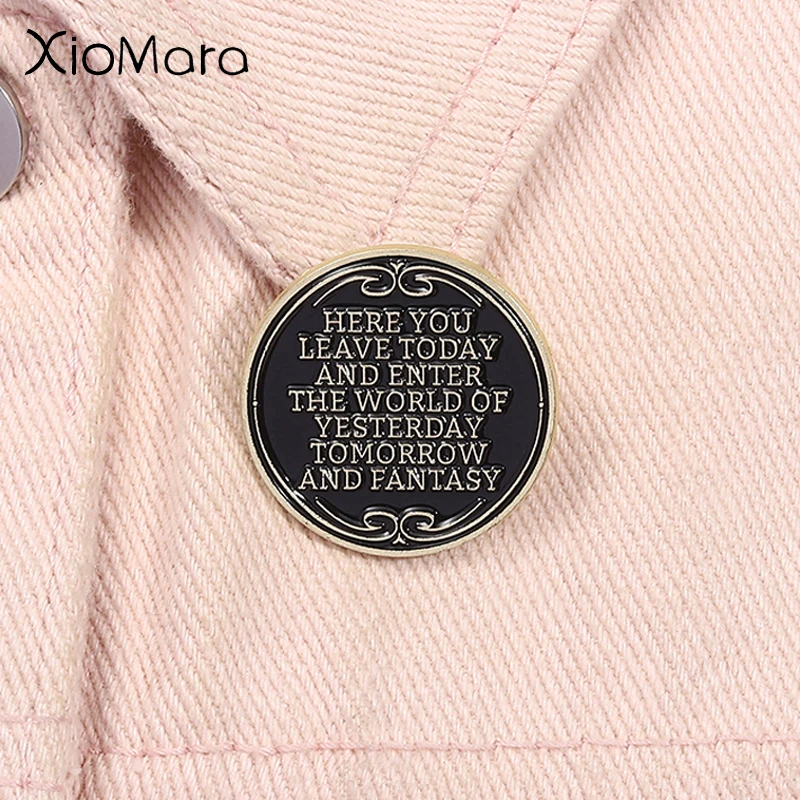 XioMara
HERE YOU
LEAVE TODAY
AND ENTER
THE WORLD OF
YESTERDAY
TOMORROW
AND FANTASY